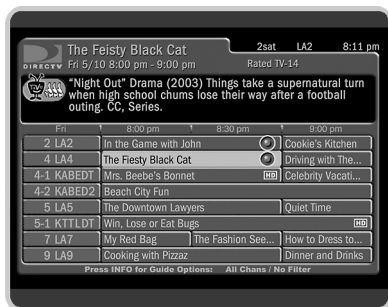 The Feisty Black Cat
2sat LA2 8:11 pm
DIRECTV Fri 5/10 8:00 pm - 9:00 pm Rated TV-14
TiVo
"Night Out" Drama (2003) Things take a supernatural turn
when high school chums lose their way after a football
outing. CC, Series.
Fri 8:00 pm 8:30 pm 9:00 pm
2 LA2 In the Game with John Cookie's Kitchen
4 LA4 The Fiesty Black Cat Driving with The...
4-1 KABEDT Mrs. Beebe's Bonnet HD Celebrity Vacati...
4-2 KABED2 Beach City Fun
5 LA5 The Downtown Lawyers Quiet Time
5-1 KTTLDT Win, Lose or Eat Bugs HD
7 LA7 My Red Bag The Fashion See... How to Dress to...
9 LA9 Cooking with Pizzaz Dinner and Drinks
Press INFO for Guide Options: All Chans / No Filter